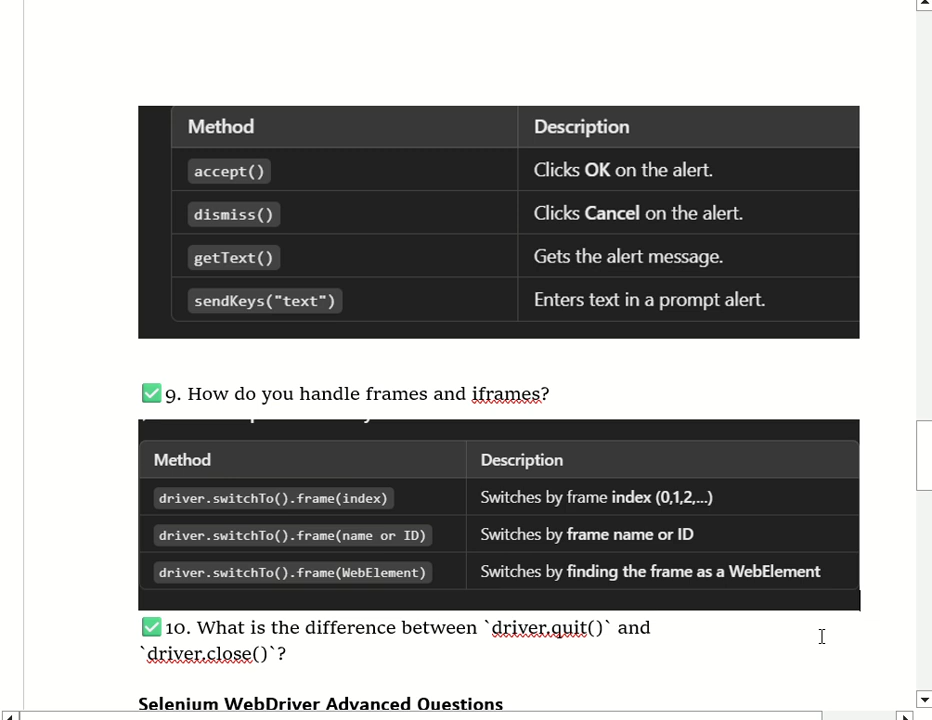 Method Description
accept() Clicks OK on the alert.
dismiss() Clicks Cancel on the alert.
getText() Gets the alert message.
sendKeys("text") Enters text in a prompt alert.
✅9. How do you handle frames and iframes?
Method Description
driver.switchTo().frame(index) Switches by frame index (0,1,2,...)
driver.switchTo().frame(name or ID) Switches by frame name or ID
driver.switchTo().frame(WebElement) Switches by finding the frame as a WebElement
✅10. What is the difference between `driver.quit()` and
`driver.close()`?
Selenium WebDriver Advanced Questions